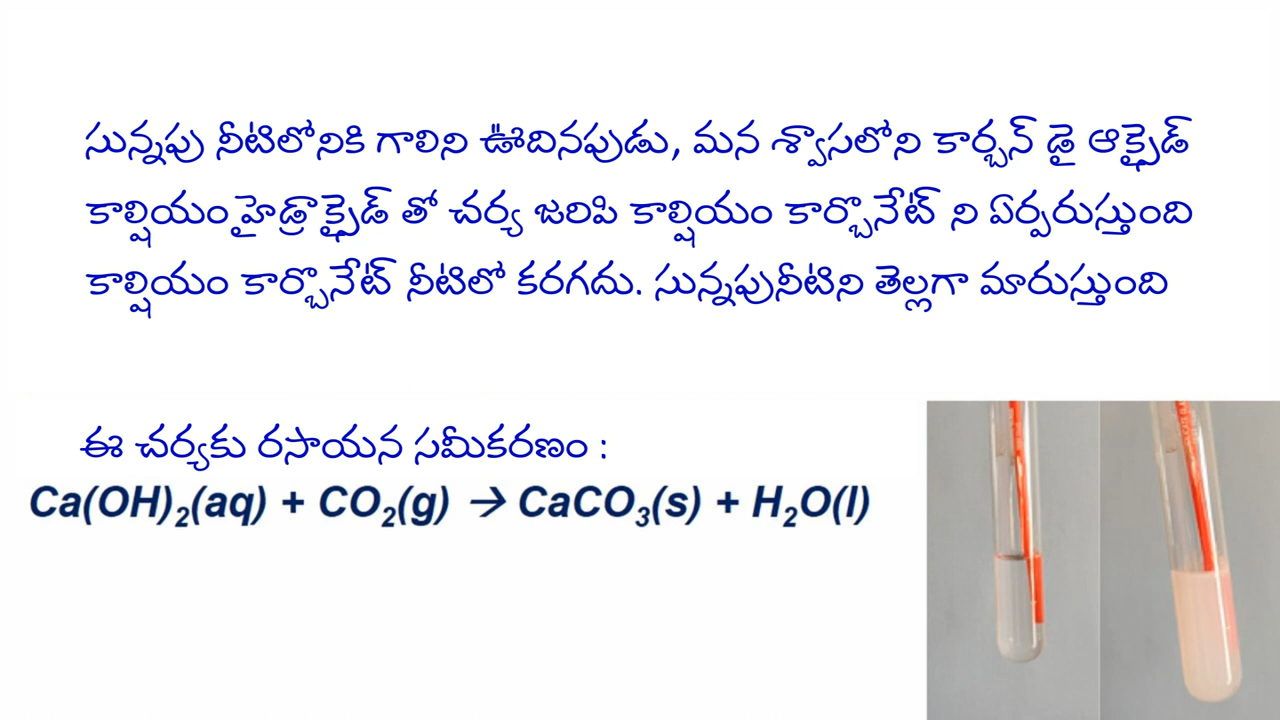 సున్నపు నీటిలోనికి గాలిని ఊదినపుడు, మన శ్వాసలోని కార్బన్ డై ఆక్సైడ్
కాల్షియం హైడ్రాక్సైడ్ తో చర్య జరిపి కాల్షియం కార్బొనేట్ ని ఏర్పరుస్తుంది
కాల్షియం కార్బొనేట్ నీటిలో కరగదు. సున్నపునీటిని తెల్లగా మారుస్తుంది
ఈ చర్యకు రసాయన సమీకరణం :
Ca(OH)₂(aq) + CO₂(g) → CaCO₃(s) + H₂O(l)